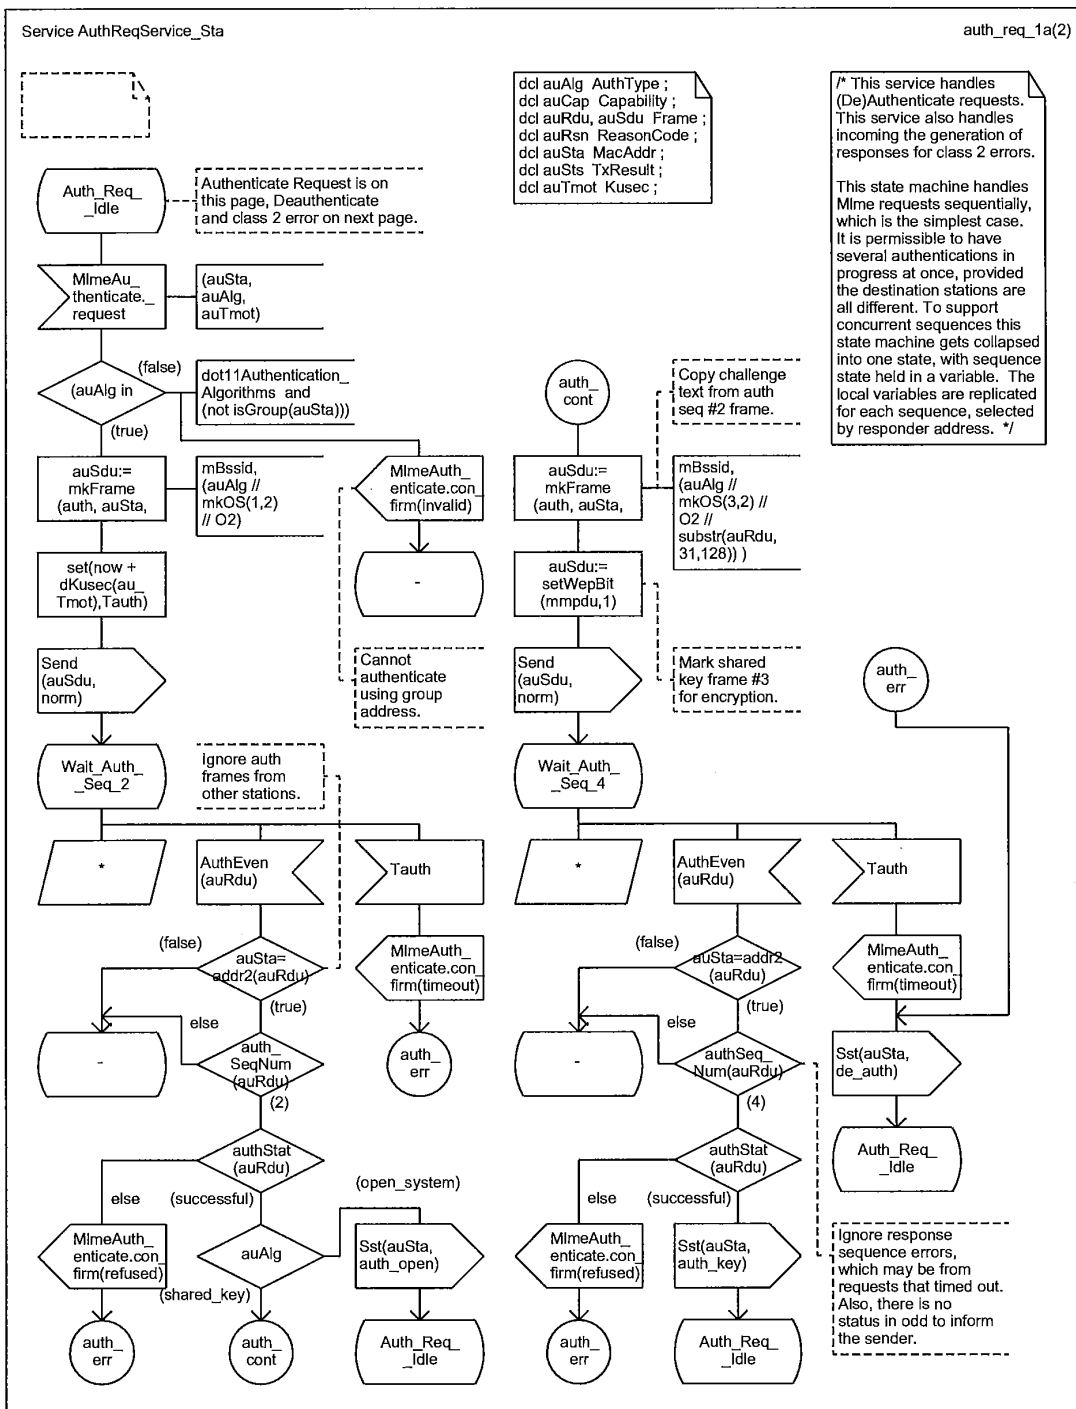 Service AuthReqService_Sta
auth_req_1a(2)
dcl auAlg AuthType ;
dcl auCap Capability ;
dcl auRdu, auSdu Frame ;
dcl auRsn ReasonCode ;
dcl auSta MacAddr ;
dcl auSts TxResult ;
dcl auTmot Kusec ;
/* This service handles
(De)Authenticate requests.
This service also handles
incoming the generation of
responses for class 2 errors.
This state machine handles
Mlme requests sequentially,
which is the simplest case.
It is permissible to have
several authentications in
progress at once, provided
the destination stations are
all different. To support
concurrent sequences this
state machine gets collapsed
into one state, with sequence
state held in a variable. The
local variables are replicated
for each sequence, selected
by responder address. */
Auth_Req_
_Idle
Authenticate Request is on
this page, Deauthenticate
and class 2 error on next page.
MlmeAu_
thenticate._
request
(auSta,
auAlg,
auTmot)
(false)
(auAlg in
dot11Authentication_
Algorithms and
(not isGroup(auSta)))
(true)
auSdu:=
mkFrame
(auth, auSta,
mBssid,
(auAlg //
mkOS(1,2)
// O2)
MlmeAuth_
enticate.con_
firm(invalid)
-
set(now +
dKusec(au_
Tmot),Tauth)
Send
(auSdu,
norm)
Cannot
authenticate
using group
address.
Wait_Auth_
_Seq_2
Ignore auth
frames from
other stations.
*
AuthEven
(auRdu)
Tauth
(false)
auSta=
addr2(auRdu)
MlmeAuth_
enticate.con_
firm(timeout)
(true)
else
-
auth_
SeqNum
(auRdu)
auth_
err
(2)
authStat
(auRdu)
else
(successful)
(open_system)
MlmeAuth_
enticate.con_
firm(refused)
auAlg
Sst(auSta,
auth_open)
(shared_key)
auth_
err
auth_
cont
Auth_Req_
_Idle
auth_
cont
Copy challenge
text from auth
seq #2 frame.
auSdu:=
mkFrame
(auth, auSta,
mBssid,
(auAlg //
mkOS(3,2) //
O2 //
substr(auRdu,
31,128)) )
auSdu:=
setWepBit
(mmpdu,1)
Send
(auSdu,
norm)
Mark shared
key frame #3
for encryption.
auth_
err
Wait_Auth_
_Seq_4
*
AuthEven
(auRdu)
Tauth
(false)
auSta=addr2
(auRdu)
MlmeAuth_
enticate.con_
firm(timeout)
(true)
else
-
authSeq_
Num(auRdu)
Sst(auSta,
de_auth)
(4)
authStat
(auRdu)
Auth_Req_
_Idle
else
(successful)
MlmeAuth_
enticate.con_
firm(refused)
Sst(auSta,
auth_key)
Ignore response
sequence errors,
which may be from
requests that timed out.
Also, there is no
status in odd to inform
the sender.
auth_
err
Auth_Req_
_Idle